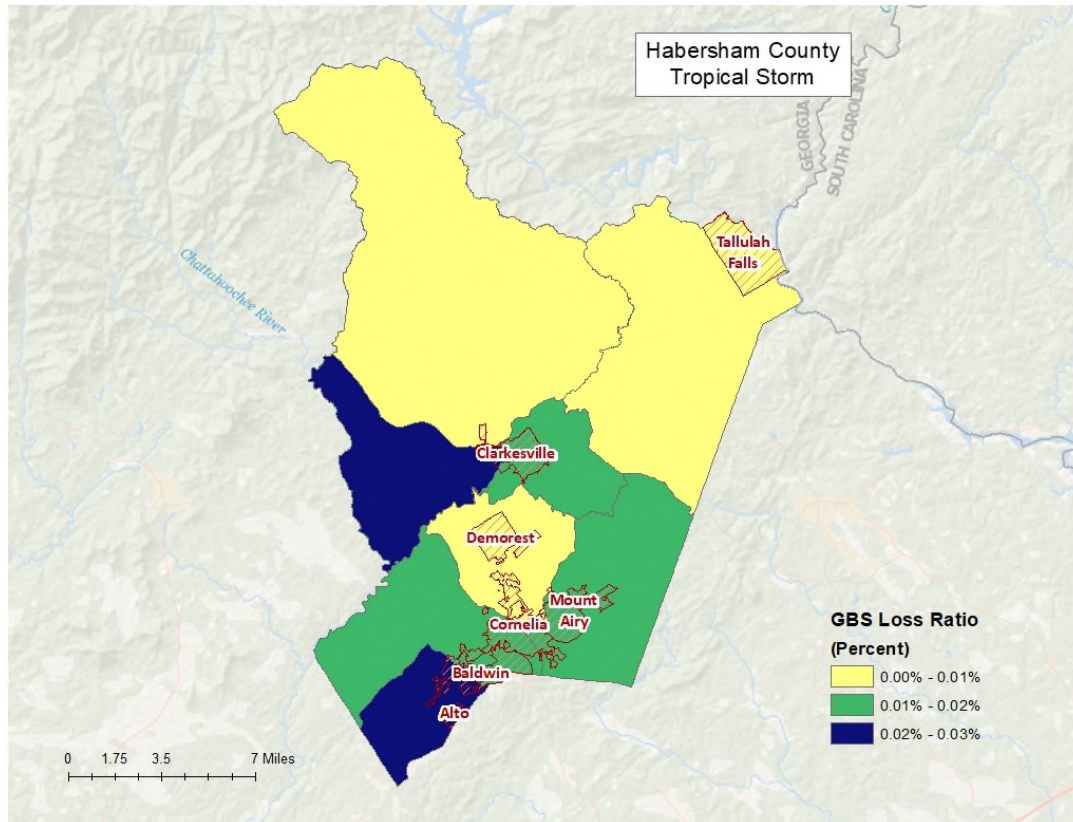 Habersham County
Tropical Storm
GEORGIA
SOUTH CAROLINA
Tallulah
Falls
Chattahoochee River
Clarkesville
Demorest
Mount
Airy
Cornelia
Baldwin
Alto
GBS Loss Ratio
(Percent)
0.00% - 0.01%
0.01% - 0.02%
0.02% - 0.03%
0 1.75 3.5 7 Miles